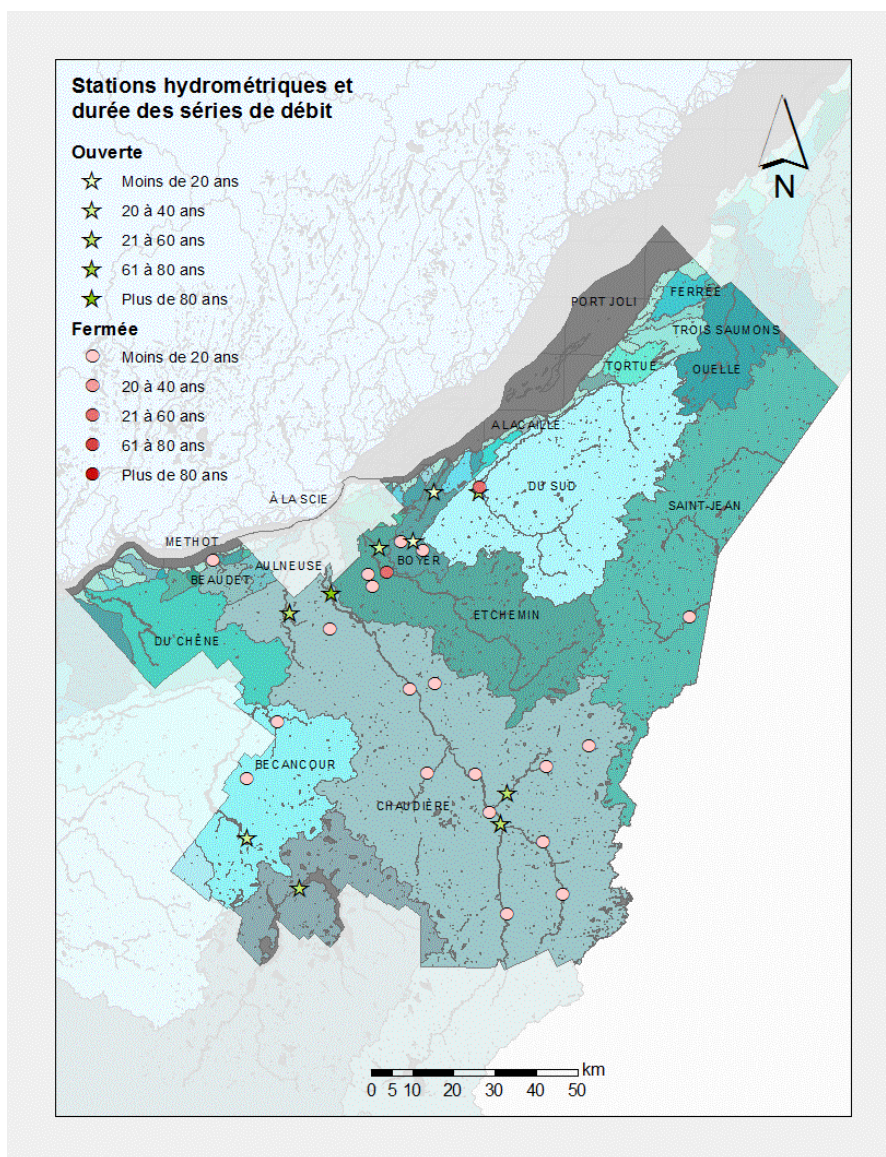 Stations hydrométriques et
durée des séries de débit
Ouverte
Moins de 20 ans
20 à 40 ans
21 à 60 ans
61 à 80 ans
Plus de 80 ans
Fermée
Moins de 20 ans
20 à 40 ans
21 à 60 ans
61 à 80 ans
Plus de 80 ans
N
FERRÉE
PORT JOLI
TROIS SAUMONS
TORTUE
OUELLE
A LACAILLE
DU SUD
À LA SCIE
SAINT-JEAN
METHOT
AULNEUSE
BOYER
BEAUDET
ETCHEMIN
DU CHÊNE
BECANCOUR
CHAUDIÈRE
km
0 5 10 20 30 40 50